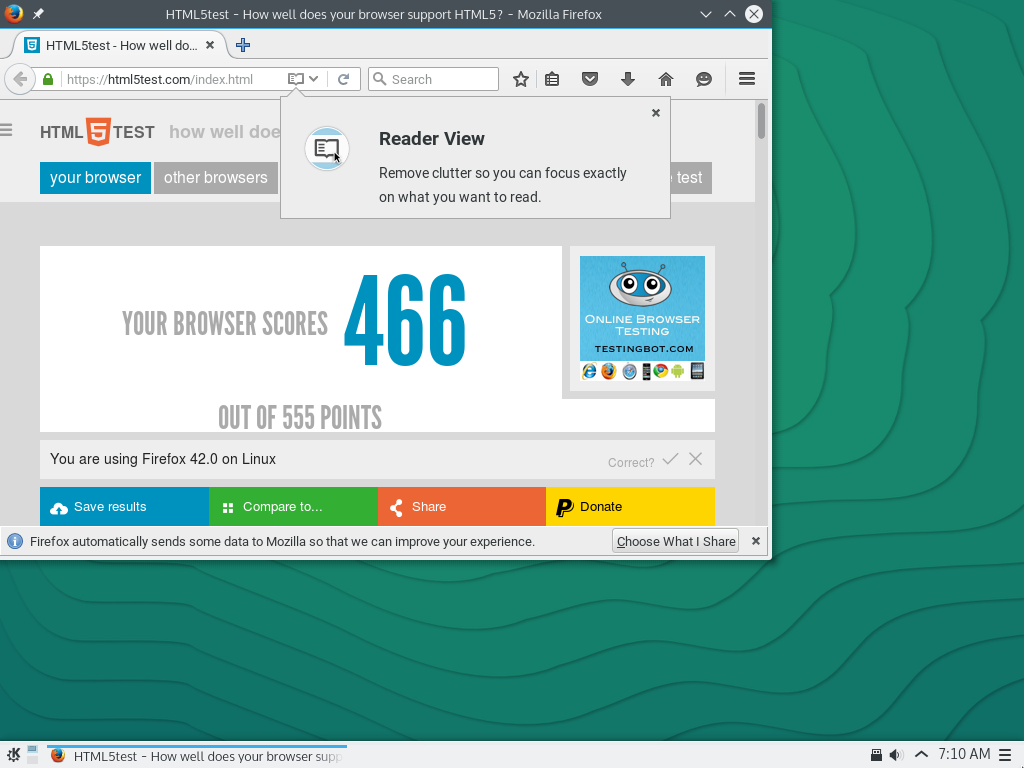 HTML5test - How well does your browser support HTML5? - Mozilla Firefox
HTML5test - How well do...
https://html5test.com/index.html
Search
HTML 5 TEST how well doe
Reader View
Remove clutter so you can focus exactly
on what you want to read.
your browser
other browsers
test
YOUR BROWSER SCORES 466
OUT OF 555 POINTS
ONLINE BROWSER
TESTING
TESTINGBOT.COM
You are using Firefox 42.0 on Linux
Correct?
Save results
Compare to...
Share
Donate
Firefox automatically sends some data to Mozilla so that we can improve your experience.
Choose What I Share
HTML5test - How well does your browser supp
7:10 AM